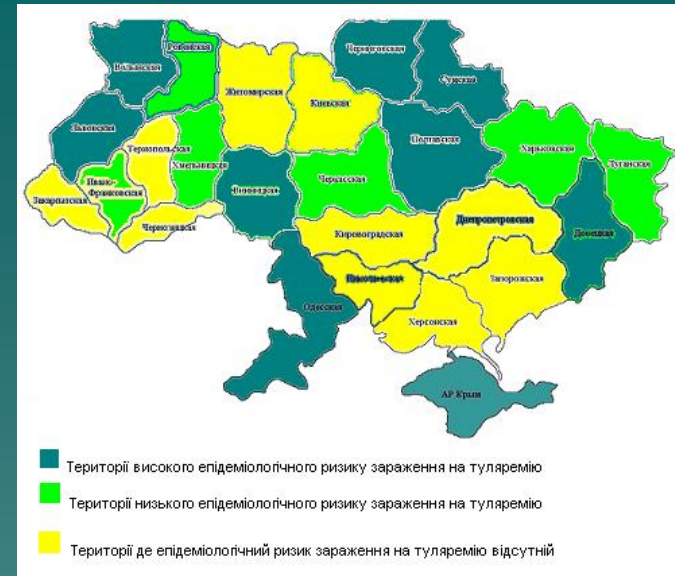 Ровенская
Волынская
Черниговская
Сумская
Житомирская
Киевская
Львовская
Полтавская
Тернопольская
Хмельницкая
Харьковская
Луганская
Ивано-
Франковская
Винницкая
Черкасская
Закарпатская
Черновицкая
Кировоградская
Днепропетровская
Донецкая
Николаевская
Запорожская
Одесская
Херсонская
АР Крым
Території високого епідеміологічного ризику зараження на туляремію
Території низького епідеміологічного ризику зараження на туляремію
Території де епідеміологічний ризик зараження на туляремію відсутній